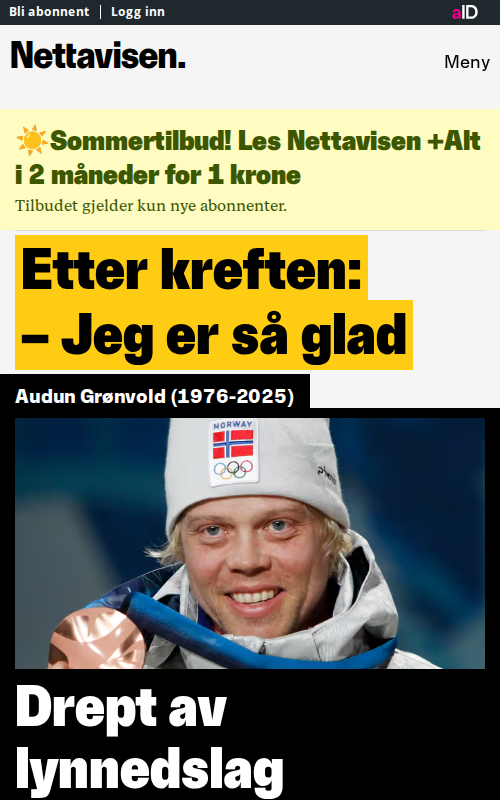 Bli abonnent | Logg inn
aID
Nettavisen.
Meny
☀️Sommertilbud! Les Nettavisen +Alt
i 2 måneder for 1 krone
Tilbudet gjelder kun nye abonnenter.
Etter kreften:
– Jeg er så glad
Audun Grønvold (1976-2025)
NORWAY
Drept av
lynnedslag